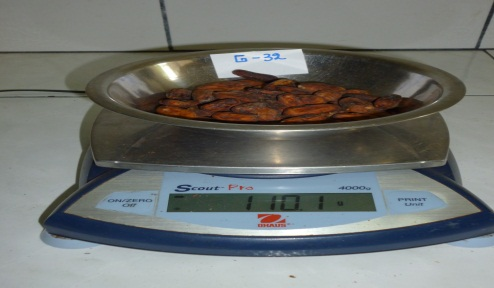 G-32
Scout Pro 4000g
ON/ZERO
Off
110.1 g
PRINT
Unit
OHAUS